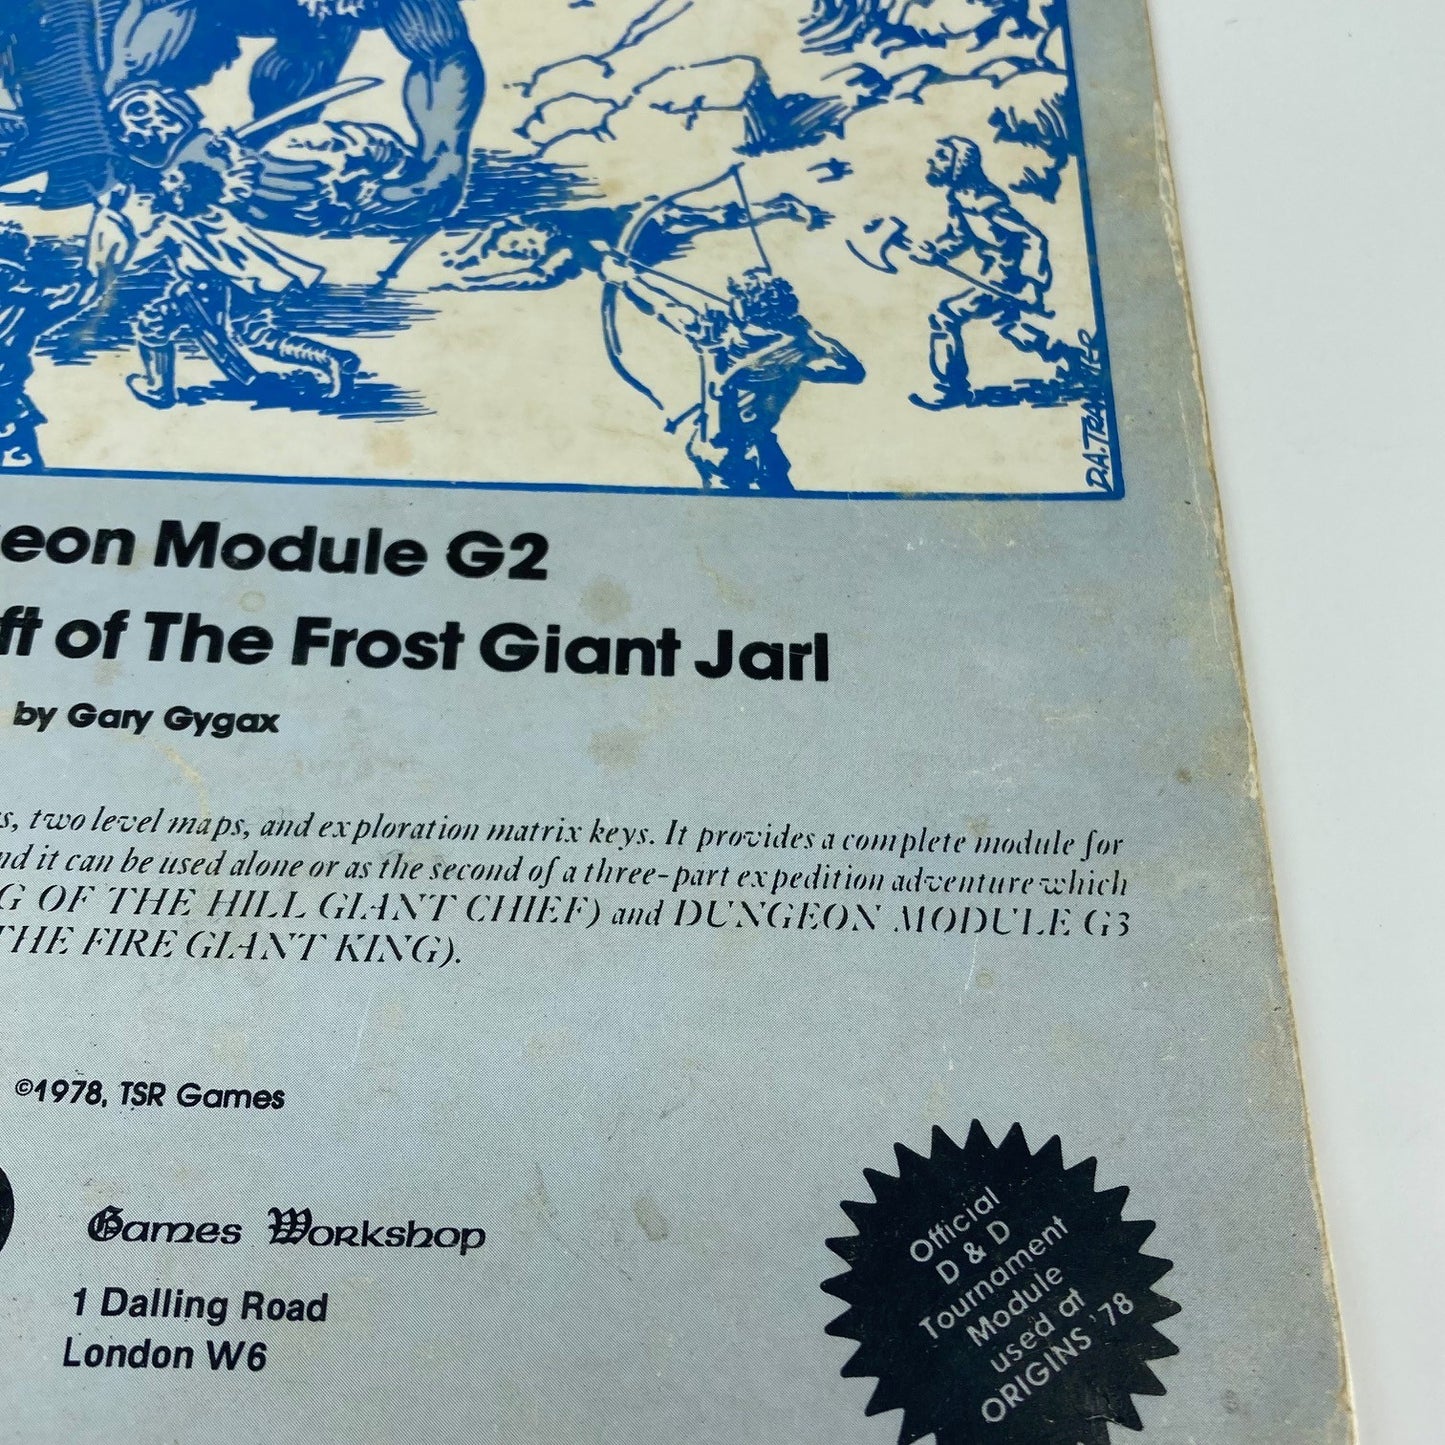 D.A.TRAMPIER
eon Module G2
ft of The Frost Giant Jarl
by Gary Gygax
s, two level maps, and exploration matrix keys. It provides a complete module for
nd it can be used alone or as the second of a three-part expedition adventure which
G OF THE HILL GIANT CHIEF) and DUNGEON MODULE G3
THE FIRE GIANT KING).
©1978, TSR Games
Games Workshop
1 Dalling Road
London W6
Official
D & D
Tournament
Module
used at
ORIGINS '78